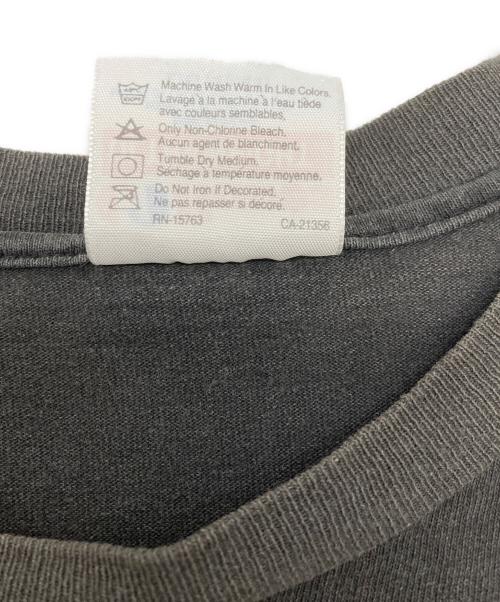 Machine Wash Warm In Like Colors.
Lavage à la machine à l'eau tiède
avec couleurs semblables,
Only Non-Chlorine Bleach.
Aucun agent de blanchiment.
Tumble Dry Medium.
Séchage à température moyenne.
Do Not Iron if Decorated.
Ne pas repasser si decoré.
RN-15763 CA-21356